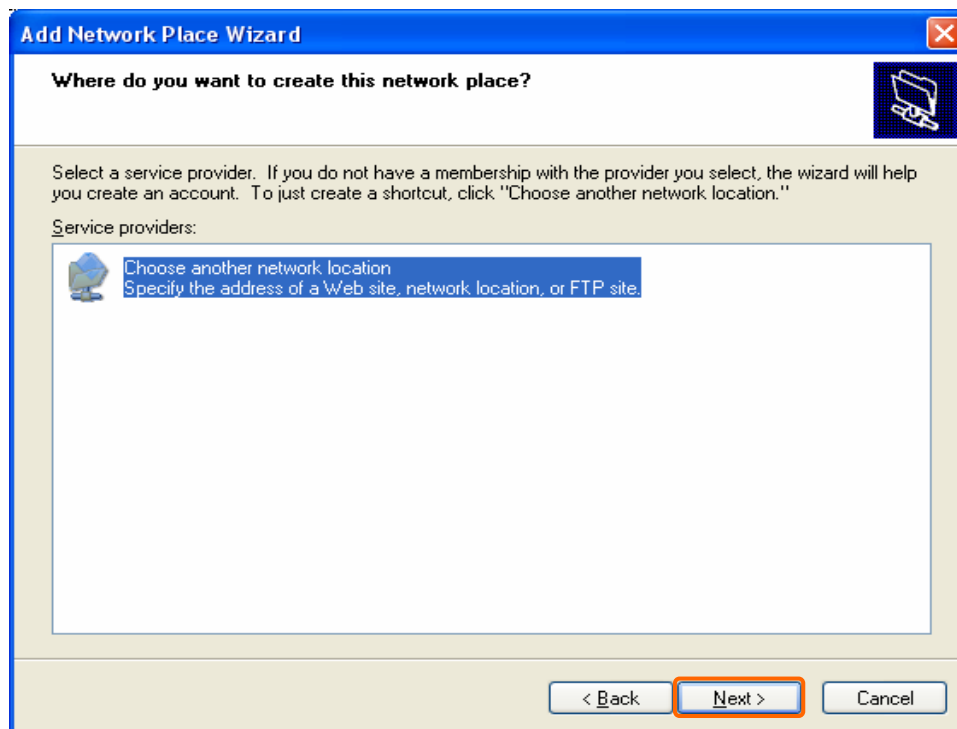 Add Network Place Wizard
Where do you want to create this network place?
Select a service provider.  If you do not have a membership with the provider you select, the wizard will help
you create an account.  To just create a shortcut, click "Choose another network location."
Service providers:
Choose another network location
Specify the address of a Web site, network location, or FTP site.
< Back
Next >
Cancel